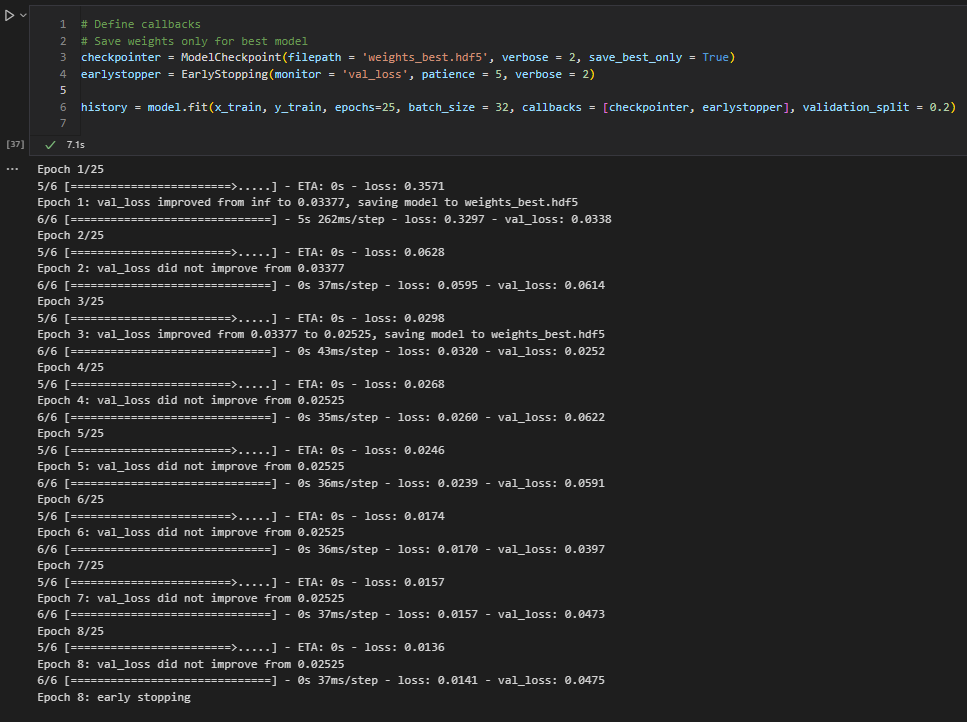 1 # Define callbacks
2 # Save weights only for best model
3 checkpointer = ModelCheckpoint(filepath = 'weights_best.hdf5', verbose = 2, save_best_only = True)
4 earlystopper = EarlyStopping(monitor = 'val_loss', patience = 5, verbose = 2)
5
6 history = model.fit(x_train, y_train, epochs=25, batch_size = 32, callbacks = [checkpointer, earlystopper], validation_split = 0.2)
7
[37] ✓ 7.1s
... Epoch 1/25
5/6 [========================>.....] - ETA: 0s - loss: 0.3571
Epoch 1: val_loss improved from inf to 0.03377, saving model to weights_best.hdf5
6/6 [==============================] - 5s 262ms/step - loss: 0.3297 - val_loss: 0.0338
Epoch 2/25
5/6 [========================>.....] - ETA: 0s - loss: 0.0628
Epoch 2: val_loss did not improve from 0.03377
6/6 [==============================] - 0s 37ms/step - loss: 0.0595 - val_loss: 0.0614
Epoch 3/25
5/6 [========================>.....] - ETA: 0s - loss: 0.0298
Epoch 3: val_loss improved from 0.03377 to 0.02525, saving model to weights_best.hdf5
6/6 [==============================] - 0s 43ms/step - loss: 0.0320 - val_loss: 0.0252
Epoch 4/25
5/6 [========================>.....] - ETA: 0s - loss: 0.0268
Epoch 4: val_loss did not improve from 0.02525
6/6 [==============================] - 0s 35ms/step - loss: 0.0260 - val_loss: 0.0622
Epoch 5/25
5/6 [========================>.....] - ETA: 0s - loss: 0.0246
Epoch 5: val_loss did not improve from 0.02525
6/6 [==============================] - 0s 36ms/step - loss: 0.0239 - val_loss: 0.0591
Epoch 6/25
5/6 [========================>.....] - ETA: 0s - loss: 0.0174
Epoch 6: val_loss did not improve from 0.02525
6/6 [==============================] - 0s 36ms/step - loss: 0.0170 - val_loss: 0.0397
Epoch 7/25
5/6 [========================>.....] - ETA: 0s - loss: 0.0157
Epoch 7: val_loss did not improve from 0.02525
6/6 [==============================] - 0s 37ms/step - loss: 0.0157 - val_loss: 0.0473
Epoch 8/25
5/6 [========================>.....] - ETA: 0s - loss: 0.0136
Epoch 8: val_loss did not improve from 0.02525
6/6 [==============================] - 0s 37ms/step - loss: 0.0141 - val_loss: 0.0475
Epoch 8: early stopping